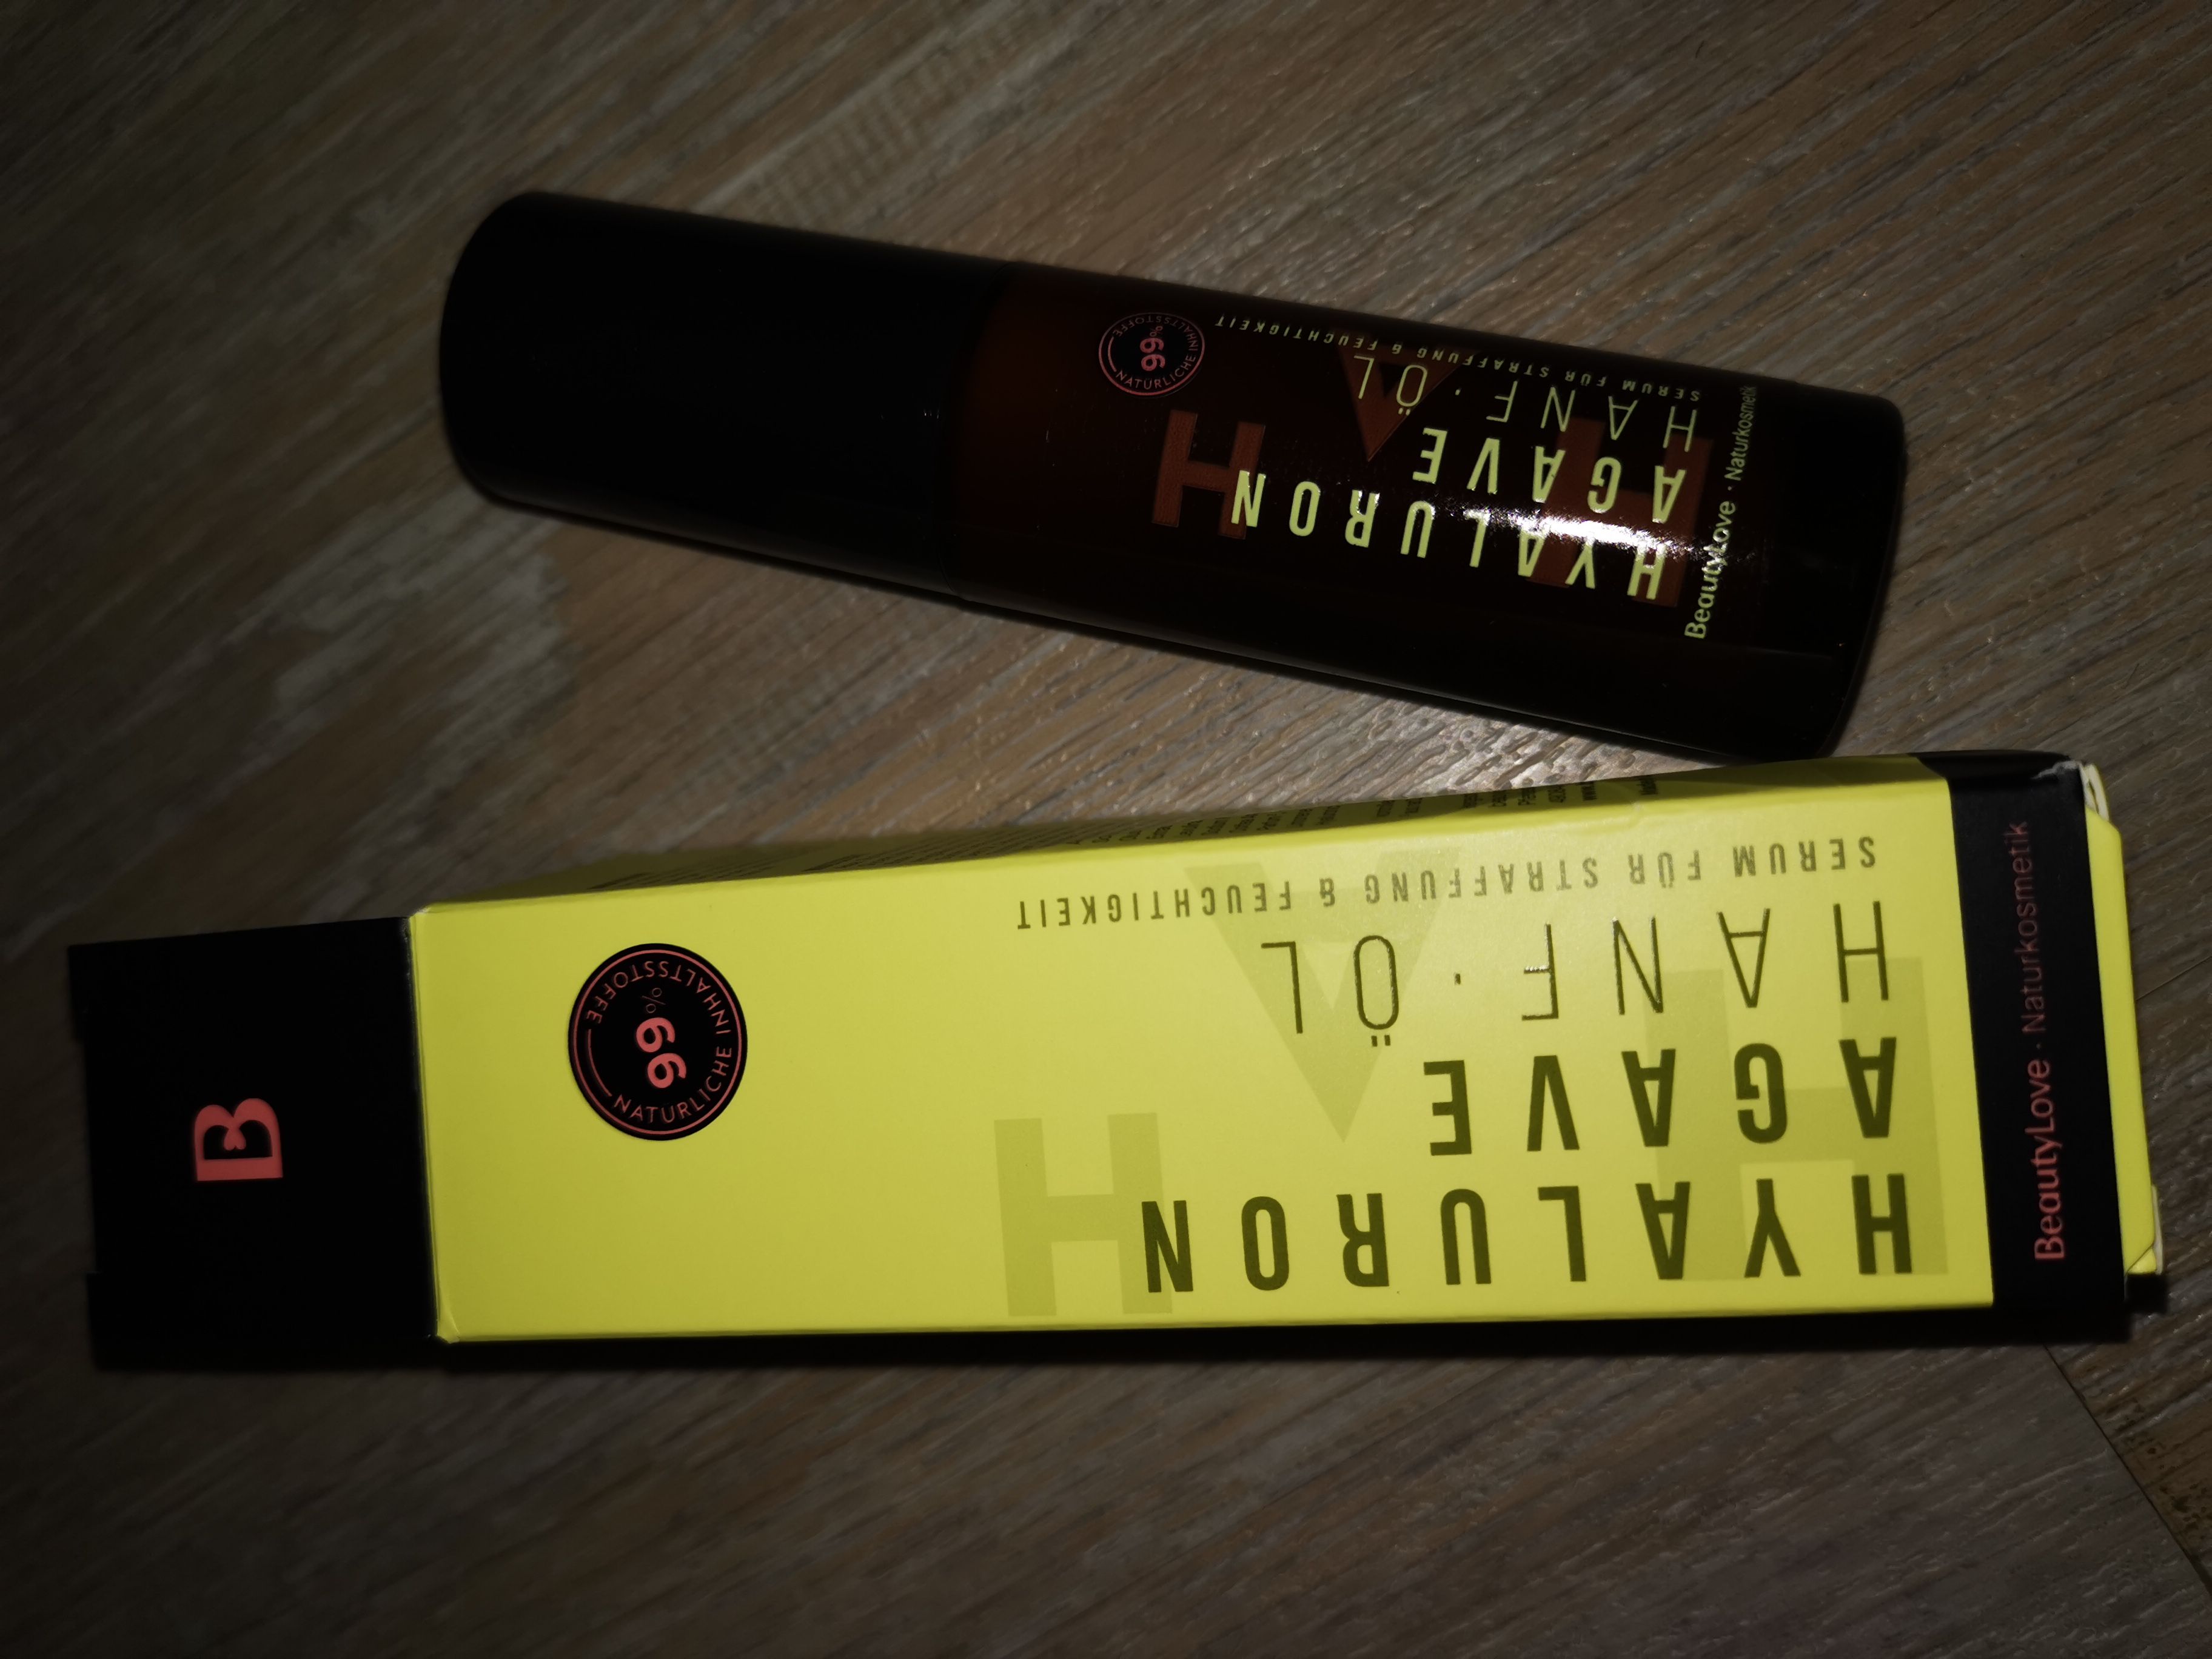 HYALURON
AGAVE
HANF·ÖL
SERUM FÜR STRAFFUNG & FEUCHTIGKEIT
99%
NATÜRLICHE INHALTSSTOFFE
BeautyLove · Naturkosmetik
H
A
H
B
HYALURON
AGAVE
HANF·ÖL
SERUM FÜR STRAFFUNG & FEUCHTIGKEIT
99%
NATÜRLICHE INHALTSSTOFFE
BeautyLove · Naturkosmetik
H
A
H